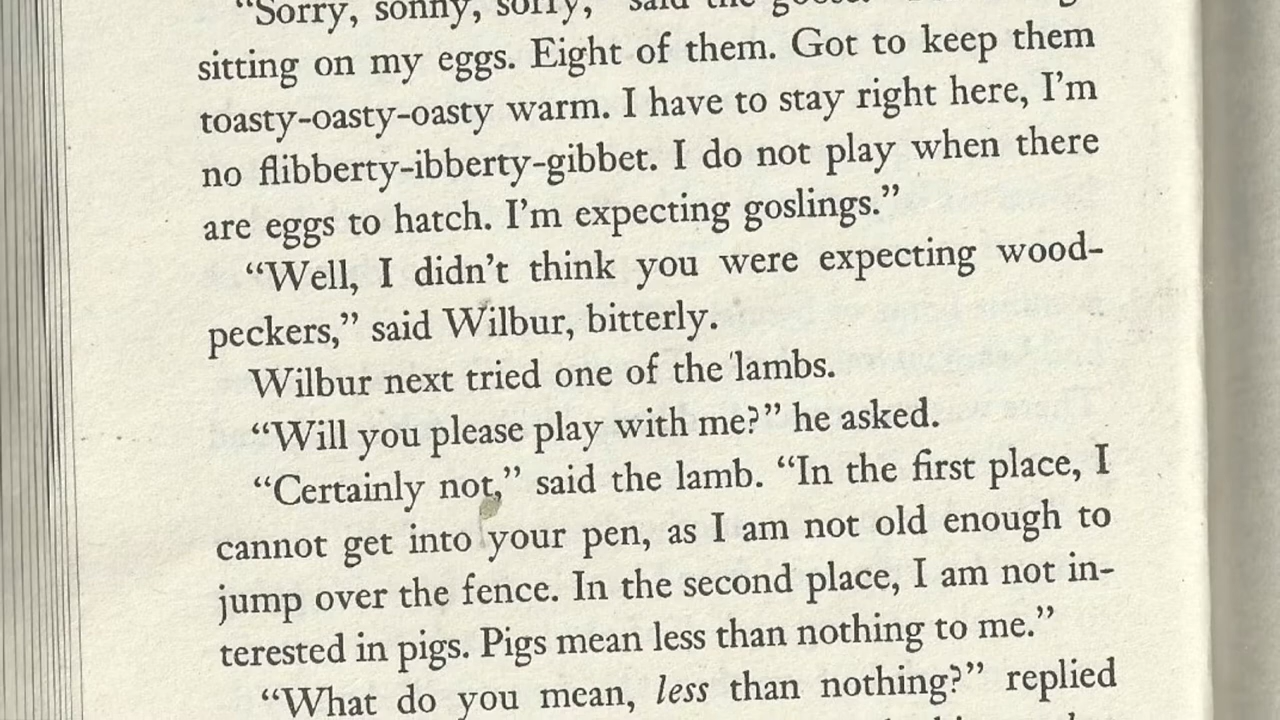 “Sorry, sonny, sorry,” said the
sitting on my eggs. Eight of them. Got to keep them
toasty-oasty-oasty warm. I have to stay right here, I’m
no flibberty-ibberty-gibbet. I do not play when there
are eggs to hatch. I’m expecting goslings.”
“Well, I didn’t think you were expecting wood-
peckers,” said Wilbur, bitterly.
Wilbur next tried one of the lambs.
“Will you please play with me?” he asked.
“Certainly not,” said the lamb. “In the first place, I
cannot get into your pen, as I am not old enough to
jump over the fence. In the second place, I am not in-
terested in pigs. Pigs mean less than nothing to me.”
“What do you mean, less than nothing?” replied